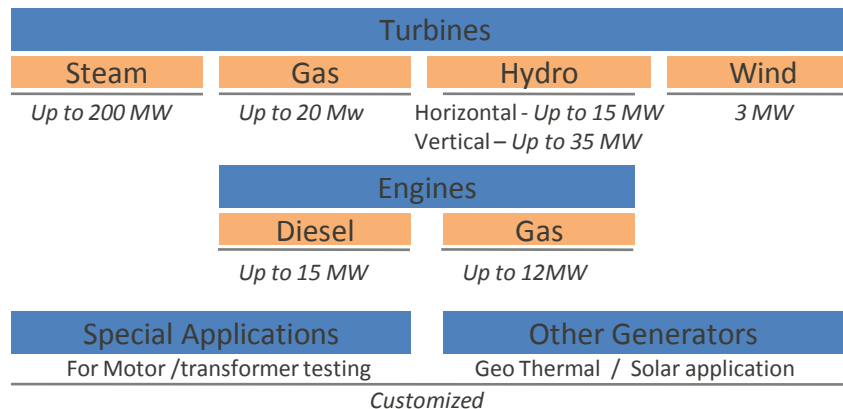 Turbines
Steam Gas Hydro Wind
Up to 200 MW Up to 20 Mw Horizontal - Up to 15 MW 3 MW
Vertical – Up to 35 MW
Engines
Diesel Gas
Up to 15 MW Up to 12MW
Special Applications Other Generators
For Motor /transformer testing Geo Thermal / Solar application
Customized